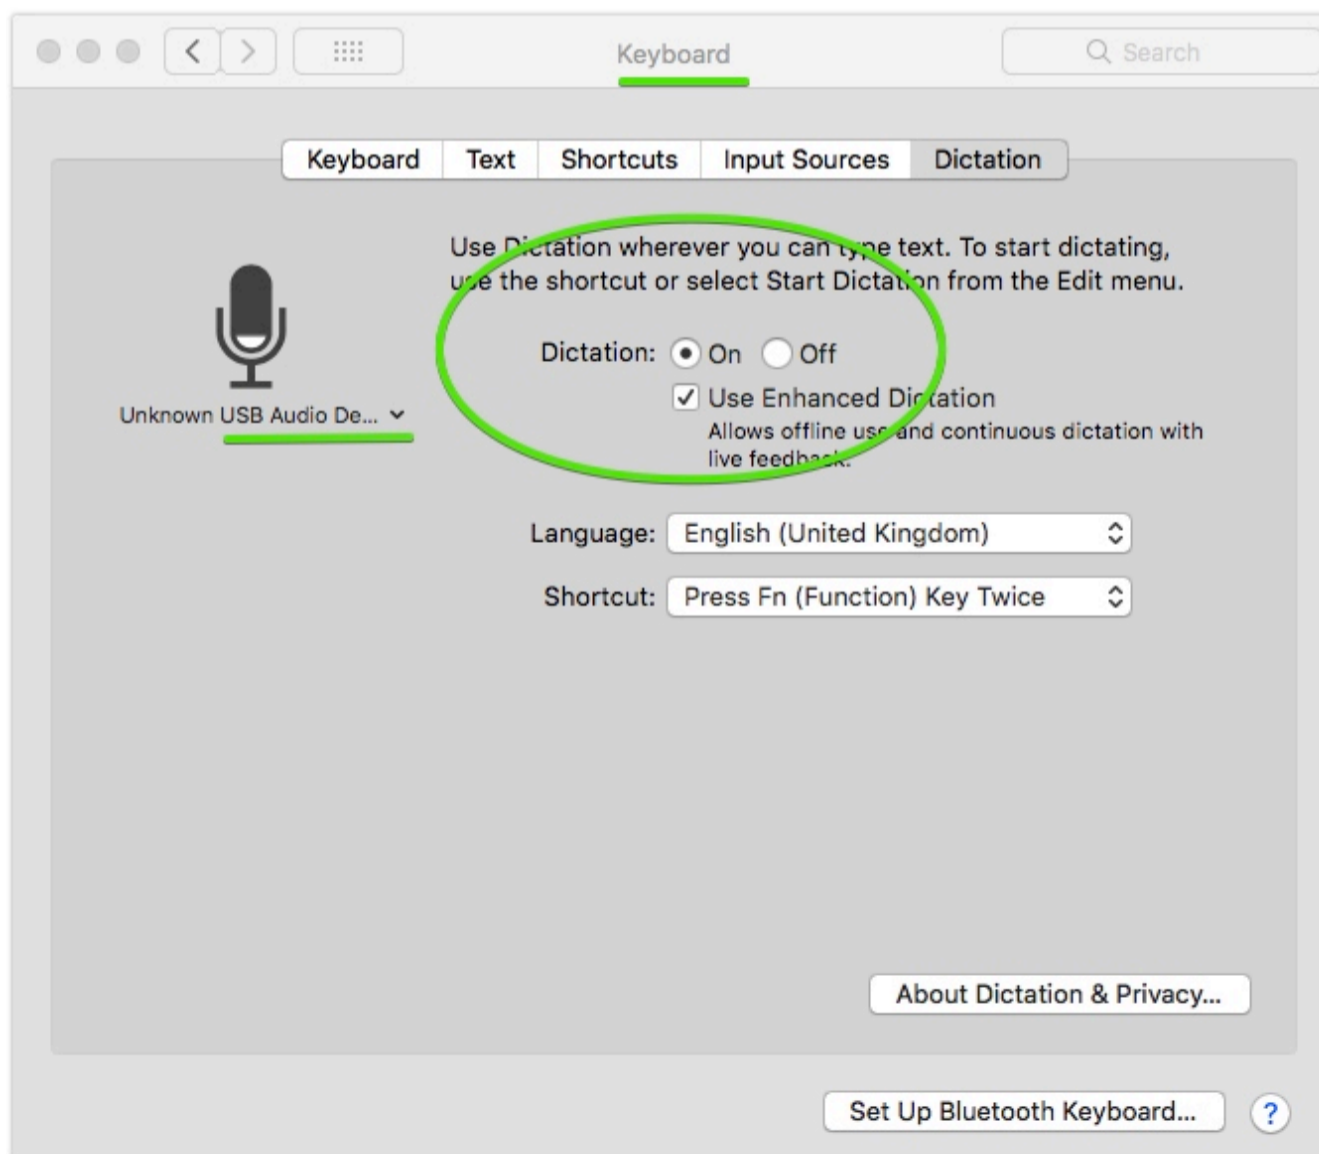 Keyboard
Search
Keyboard Text Shortcuts Input Sources Dictation
Use Dictation wherever you can type text. To start dictating,
use the shortcut or select Start Dictation from the Edit menu.
Dictation: On Off
Unknown USB Audio De...
Use Enhanced Dictation
Allows offline use and continuous dictation with
live feedback.
Language: English (United Kingdom)
Shortcut: Press Fn (Function) Key Twice
About Dictation & Privacy...
Set Up Bluetooth Keyboard... ?